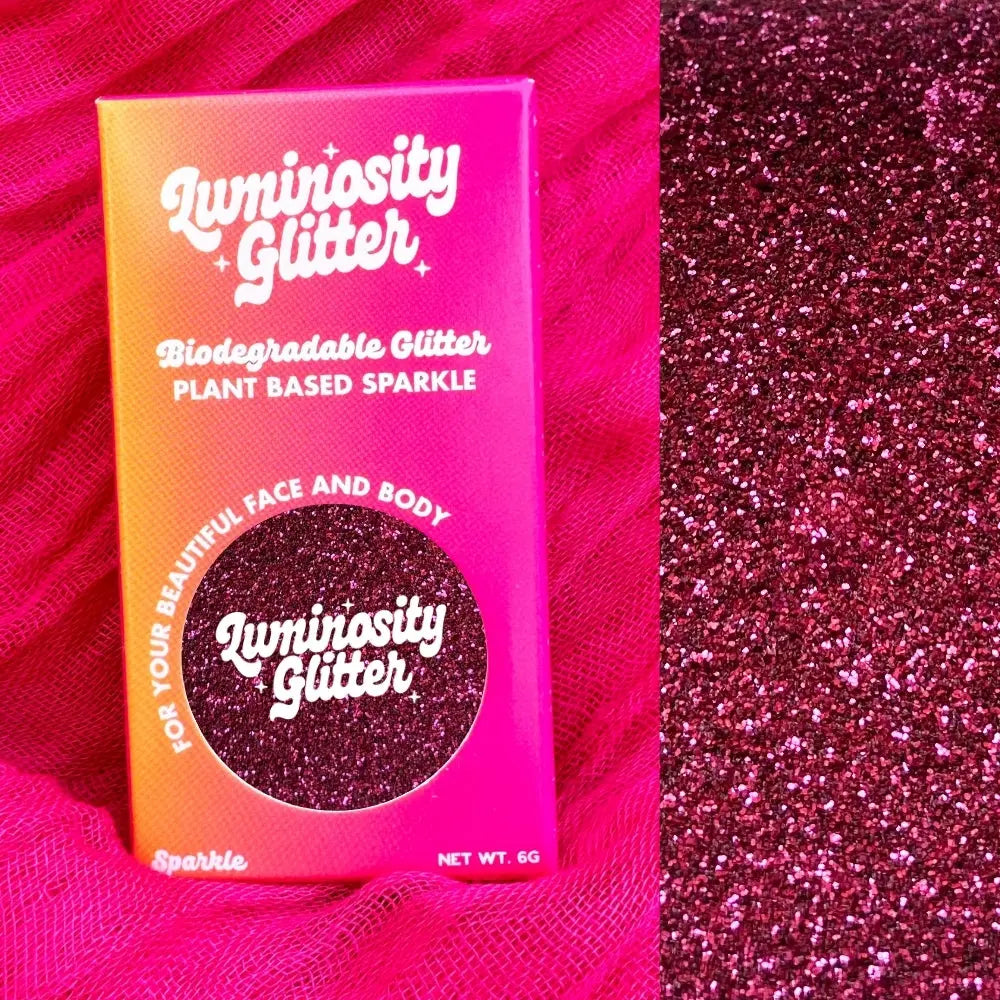 Luminosity
Glitter
Biodegradable Glitter
PLANT BASED SPARKLE
FOR YOUR BEAUTIFUL FACE AND BODY
Luminosity
Glitter
Sparkle
NET WT. 6G